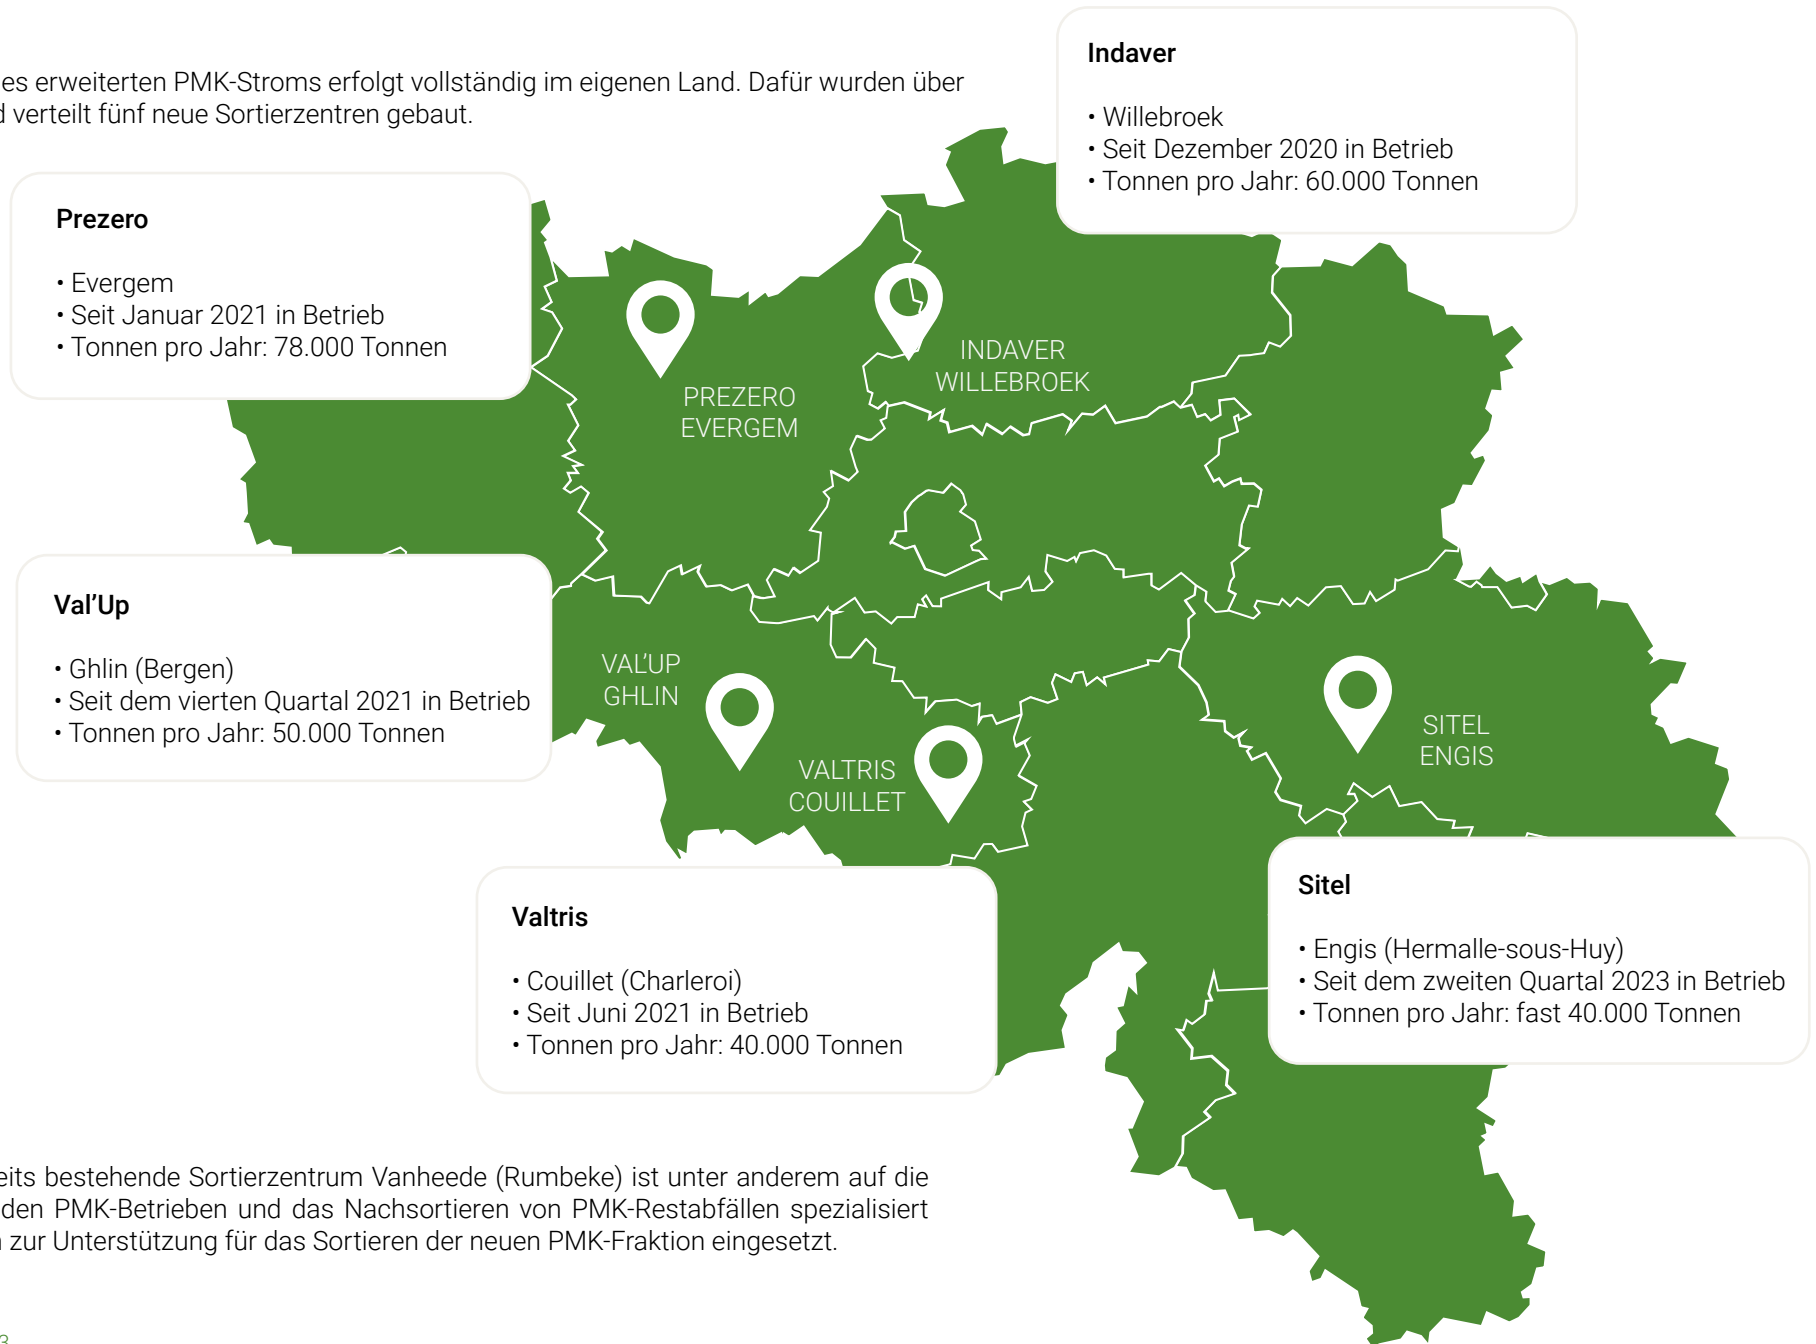 es erweiterten PMK-Stroms erfolgt vollständig im eigenen Land. Dafür wurden über
d verteilt fünf neue Sortierzentren gebaut.
Indaver
• Willebroek
• Seit Dezember 2020 in Betrieb
• Tonnen pro Jahr: 60.000 Tonnen
Prezero
• Evergem
• Seit Januar 2021 in Betrieb
• Tonnen pro Jahr: 78.000 Tonnen
INDAVER
WILLEBROEK
PREZERO
EVERGEM
Val'Up
• Ghlin (Bergen)
• Seit dem vierten Quartal 2021 in Betrieb
• Tonnen pro Jahr: 50.000 Tonnen
VAL'UP
GHLIN
VALTRIS
COUILLET
SITEL
ENGIS
Valtris
• Couillet (Charleroi)
• Seit Juni 2021 in Betrieb
• Tonnen pro Jahr: 40.000 Tonnen
Sitel
• Engis (Hermalle-sous-Huy)
• Seit dem zweiten Quartal 2023 in Betrieb
• Tonnen pro Jahr: fast 40.000 Tonnen
eits bestehende Sortierzentrum Vanheede (Rumbeke) ist unter anderem auf die
den PMK-Betrieben und das Nachsortieren von PMK-Restabfällen spezialisiert
zur Unterstützung für das Sortieren der neuen PMK-Fraktion eingesetzt.
3